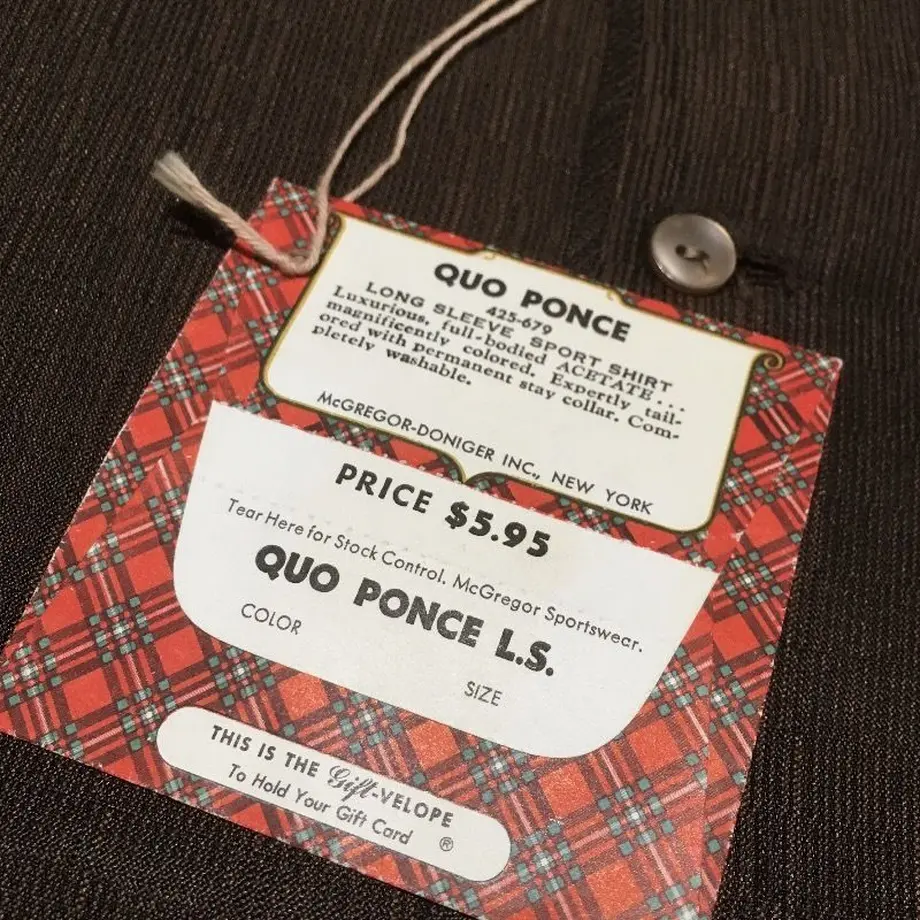 QUO PONCE
425-679
LONG SLEEVE SPORT SHIRT
Luxurious, full-bodied ACETATE...
magnificently colored. Expertly tail-
ored with permanent stay collar. Com-
pletely washable.
McGREGOR-DONIGER INC., NEW YORK
PRICE $5.95
Tear Here for Stock Control. McGregor Sportswear.
QUO PONCE L.S.
COLOR
SIZE
THIS IS THE Gift-VELOPE
To Hold Your Gift Card ®